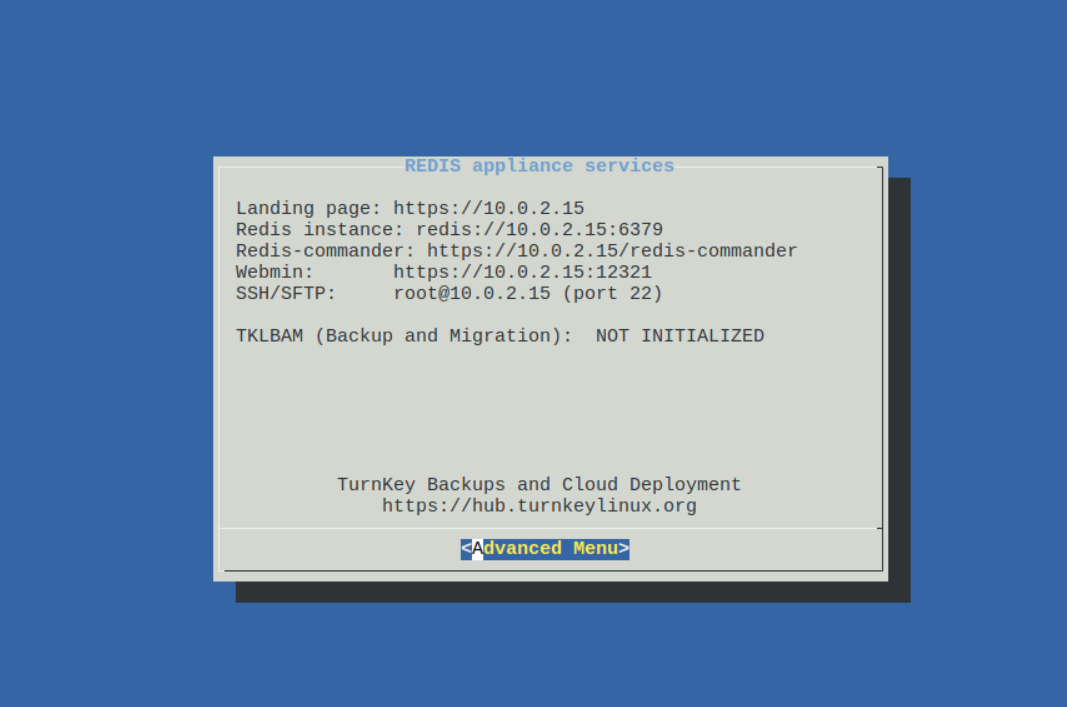 REDIS appliance services
Landing page: https://10.0.2.15
Redis instance: redis://10.0.2.15:6379
Redis-commander: https://10.0.2.15/redis-commander
Webmin:       https://10.0.2.15:12321
SSH/SFTP:     root@10.0.2.15 (port 22)
TKLBAM (Backup and Migration):  NOT INITIALIZED
TurnKey Backups and Cloud Deployment
https://hub.turnkeylinux.org
<Advanced Menu>